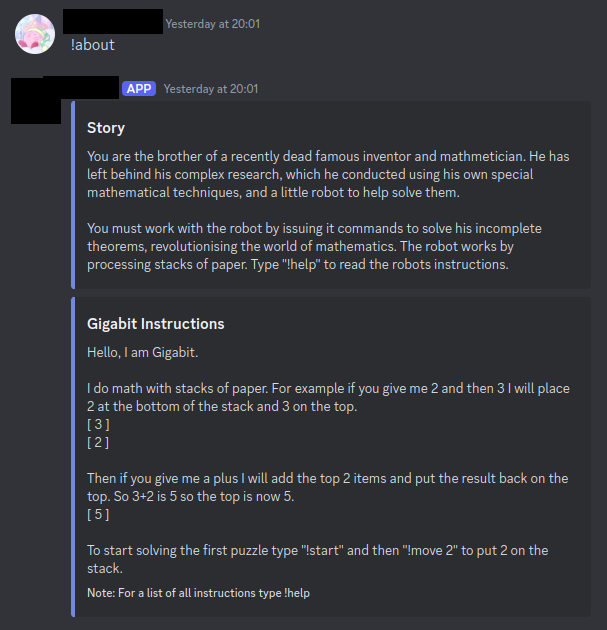 Yesterday at 20:01
!about
APP Yesterday at 20:01
Story
You are the brother of a recently dead famous inventor and mathmetician. He has
left behind his complex research, which he conducted using his own special
mathematical techniques, and a little robot to help solve them.
You must work with the robot by issuing it commands to solve his incomplete
theorems, revolutionising the world of mathematics. The robot works by
processing stacks of paper. Type "!help" to read the robots instructions.
Gigabit Instructions
Hello, I am Gigabit.
I do math with stacks of paper. For example if you give me 2 and then 3 I will place
2 at the bottom of the stack and 3 on the top.
[ 3 ]
[ 2 ]
Then if you give me a plus I will add the top 2 items and put the result back on the
top. So 3+2 is 5 so the top is now 5.
[ 5 ]
To start solving the first puzzle type "!start" and then "!move 2" to put 2 on the
stack.
Note: For a list of all instructions type !help